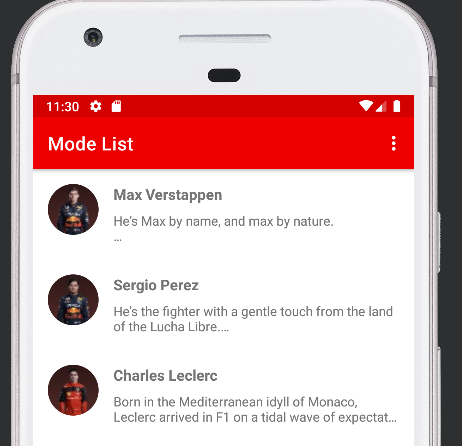 11:30
Mode List
Max Verstappen
He's Max by name, and max by nature.
...
Sergio Perez
He's the fighter with a gentle touch from the land
of the Lucha Libre....
Charles Leclerc
Born in the Mediterranean idyll of Monaco,
Leclerc arrived in F1 on a tidal wave of expectat...